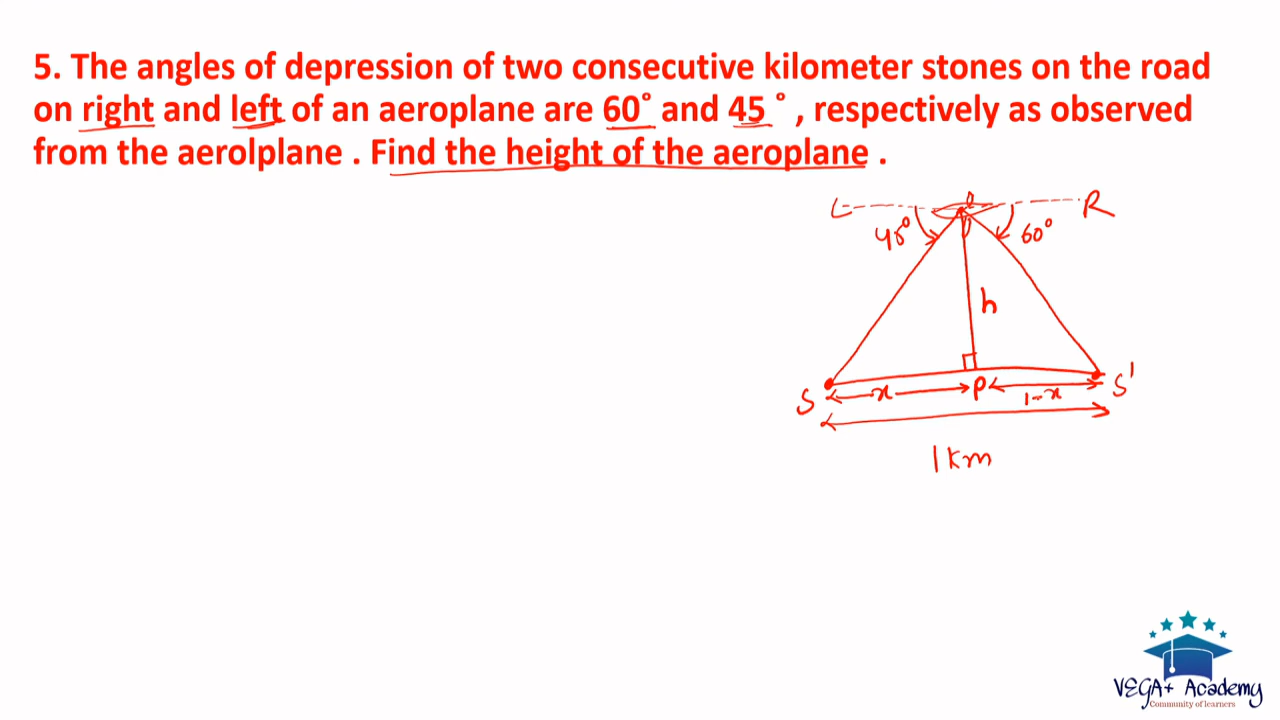 5. The angles of depression of two consecutive kilometer stones on the road
on right and left of an aeroplane are 60° and 45 ° , respectively as observed
from the aerolplane . Find the height of the aeroplane .
L R
45° 60°
h
S x P 1-x S'
1 km
VEGA+ Academy
Community of learners